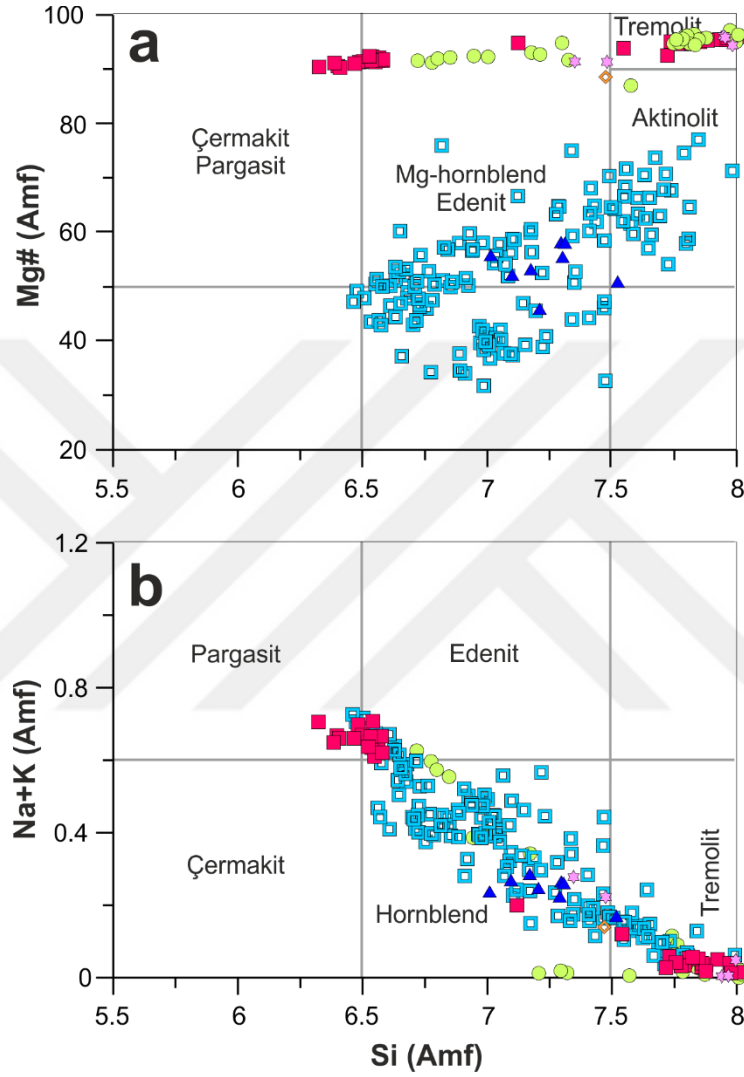 a
100
80
60
40
20
Mg# (Amf)
Tremolit
Aktinolit
Çermakit
Pargasit
Mg-hornblend
Edenit
5.5 6 6.5 7 7.5 8
b
1.2
0.8
0.4
0
Na+K (Amf)
Pargasit Edenit
Çermakit
Hornblend
Tremolit
5.5 6 6.5 7 7.5 8
Si (Amf)